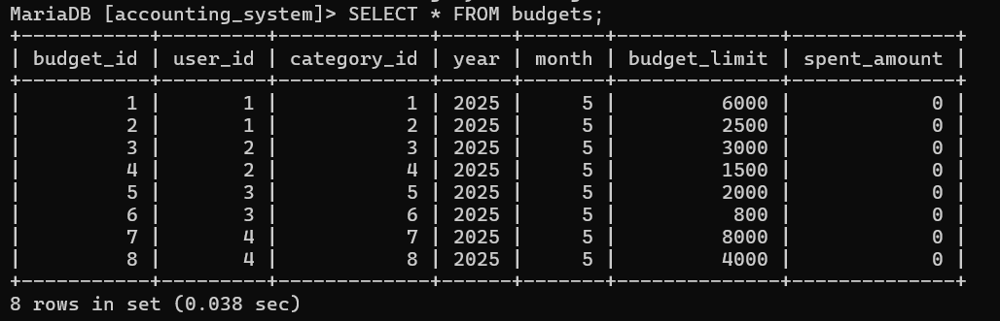 MariaDB [accounting_system]> SELECT * FROM budgets;
+-----------+---------+-------------+------+-------+--------------+--------------+
| budget_id | user_id | category_id | year | month | budget_limit | spent_amount |
+-----------+---------+-------------+------+-------+--------------+--------------+
|         1 |       1 |           1 | 2025 |     5 |         6000 |            0 |
|         2 |       1 |           2 | 2025 |     5 |         2500 |            0 |
|         3 |       2 |           3 | 2025 |     5 |         3000 |            0 |
|         4 |       2 |           4 | 2025 |     5 |         1500 |            0 |
|         5 |       3 |           5 | 2025 |     5 |         2000 |            0 |
|         6 |       3 |           6 | 2025 |     5 |          800 |            0 |
|         7 |       4 |           7 | 2025 |     5 |         8000 |            0 |
|         8 |       4 |           8 | 2025 |     5 |         4000 |            0 |
+-----------+---------+-------------+------+-------+--------------+--------------+
8 rows in set (0.038 sec)